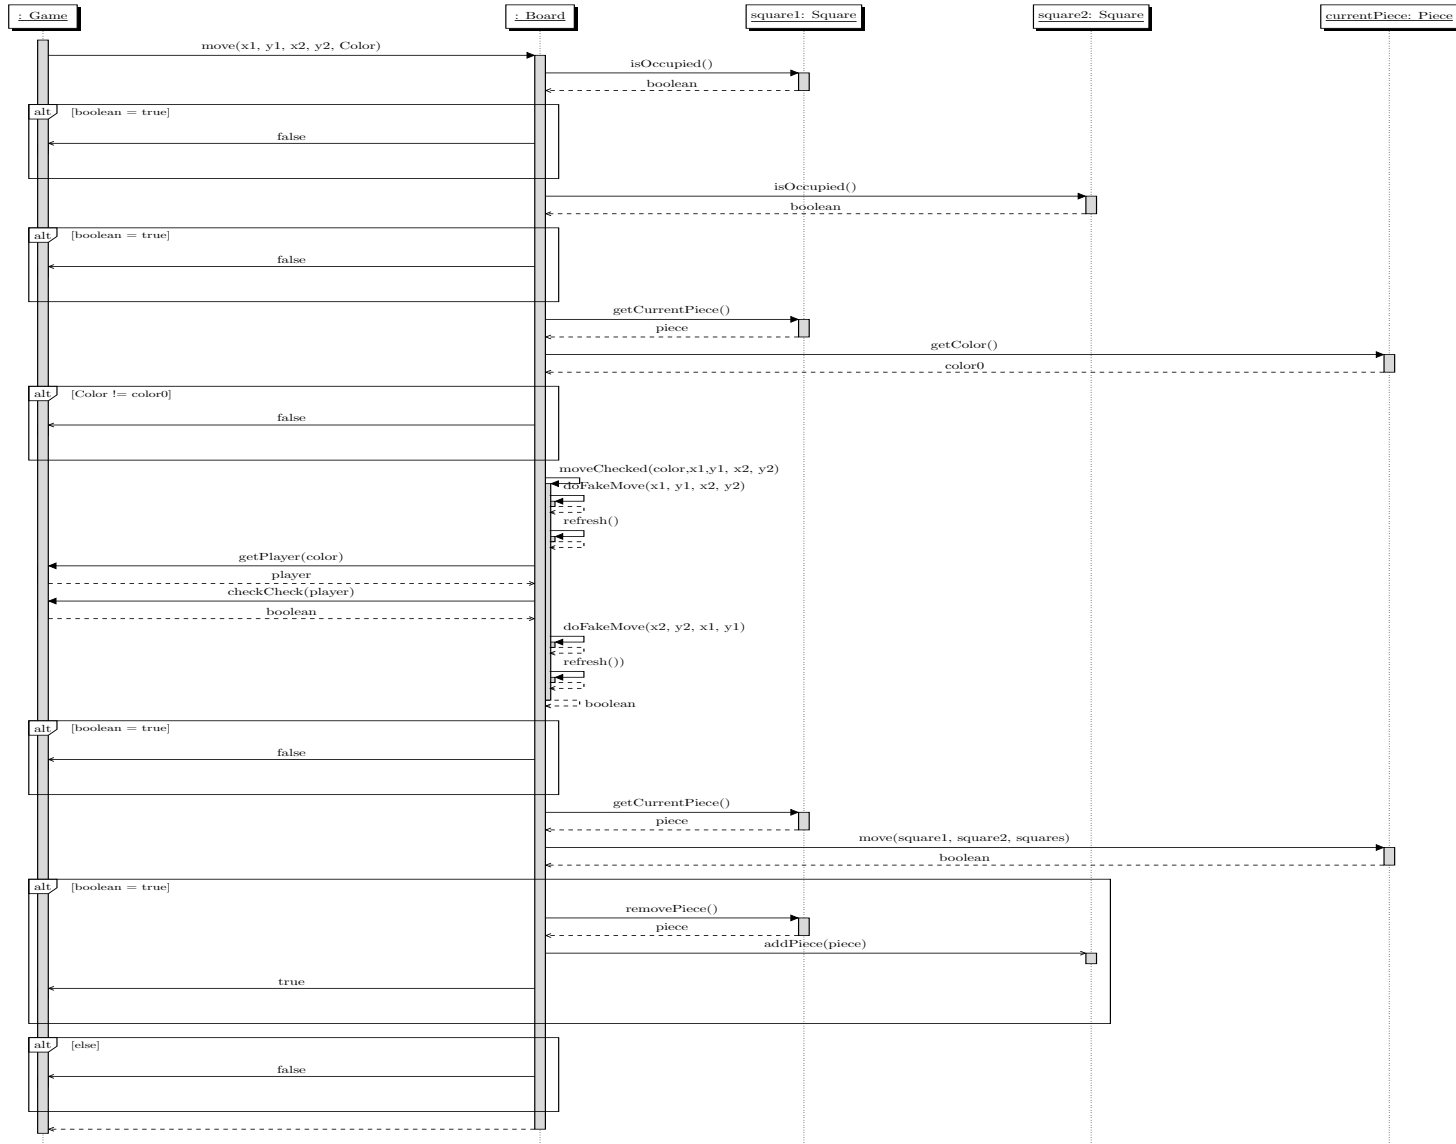 : Game
: Board
square1: Square
square2: Square
currentPiece: Piece
move(x1, y1, x2, y2, Color)
isOccupied()
boolean
alt [boolean = true]
false
isOccupied()
boolean
alt [boolean = true]
false
getCurrentPiece()
piece
getColor()
color0
alt [Color != color0]
false
moveChecked(color,x1,y1, x2, y2)
doFakeMove(x1, y1, x2, y2)
refresh()
getPlayer(color)
player
checkCheck(player)
boolean
doFakeMove(x2, y2, x1, y1)
refresh())
boolean
alt [boolean = true]
false
getCurrentPiece()
piece
move(square1, square2, squares)
boolean
alt [boolean = true]
removePiece()
piece
addPiece(piece)
true
alt [else]
false